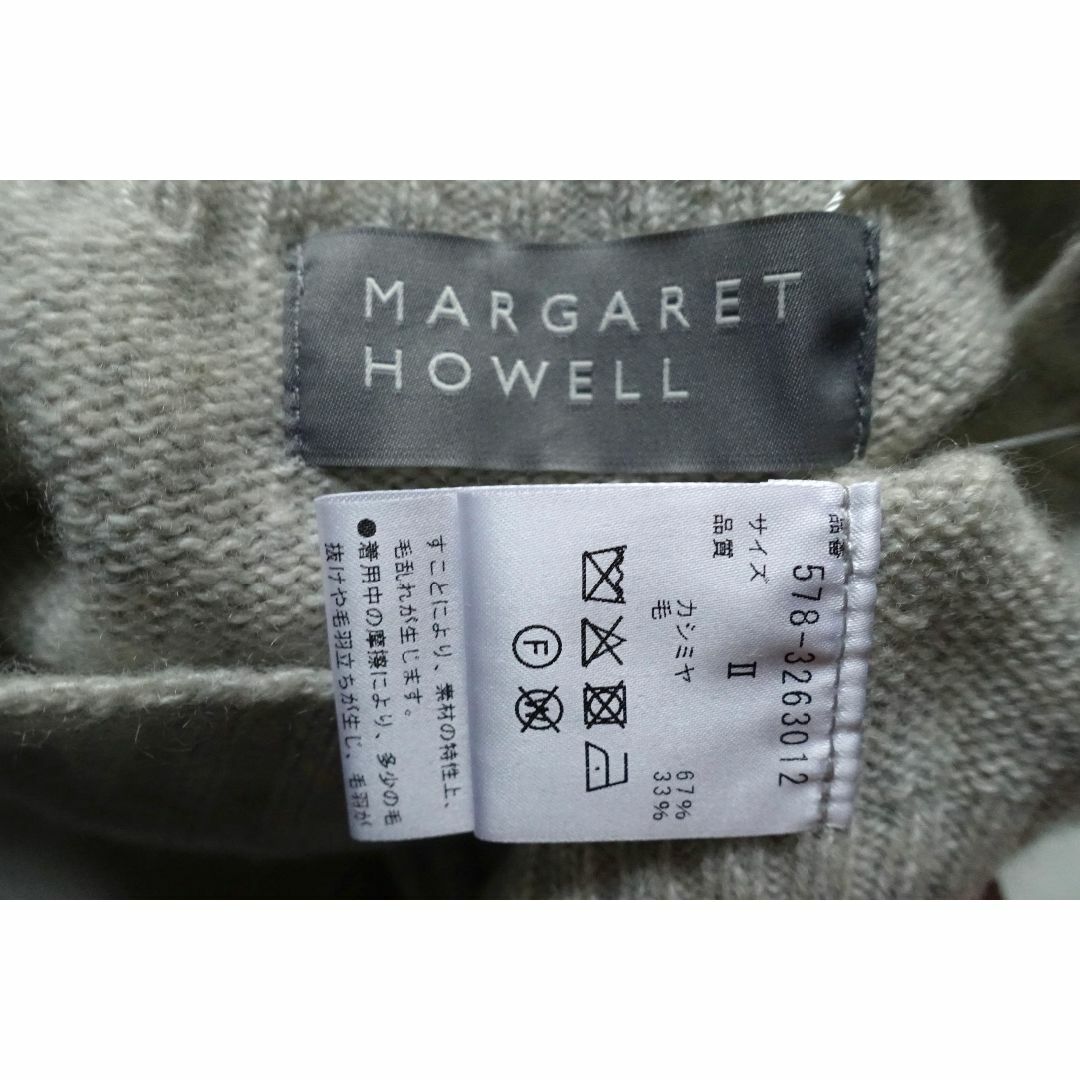 MARGARET
HOWELL
品番 578-3263012
サイズ Ⅱ
品質
カシミヤ 67%
毛 33%
F
W
すことにより、素材の特性上、
毛乱れが生じます。
●着用中の摩擦により、多少の毛
抜けや毛羽立ちが生じ、毛羽が